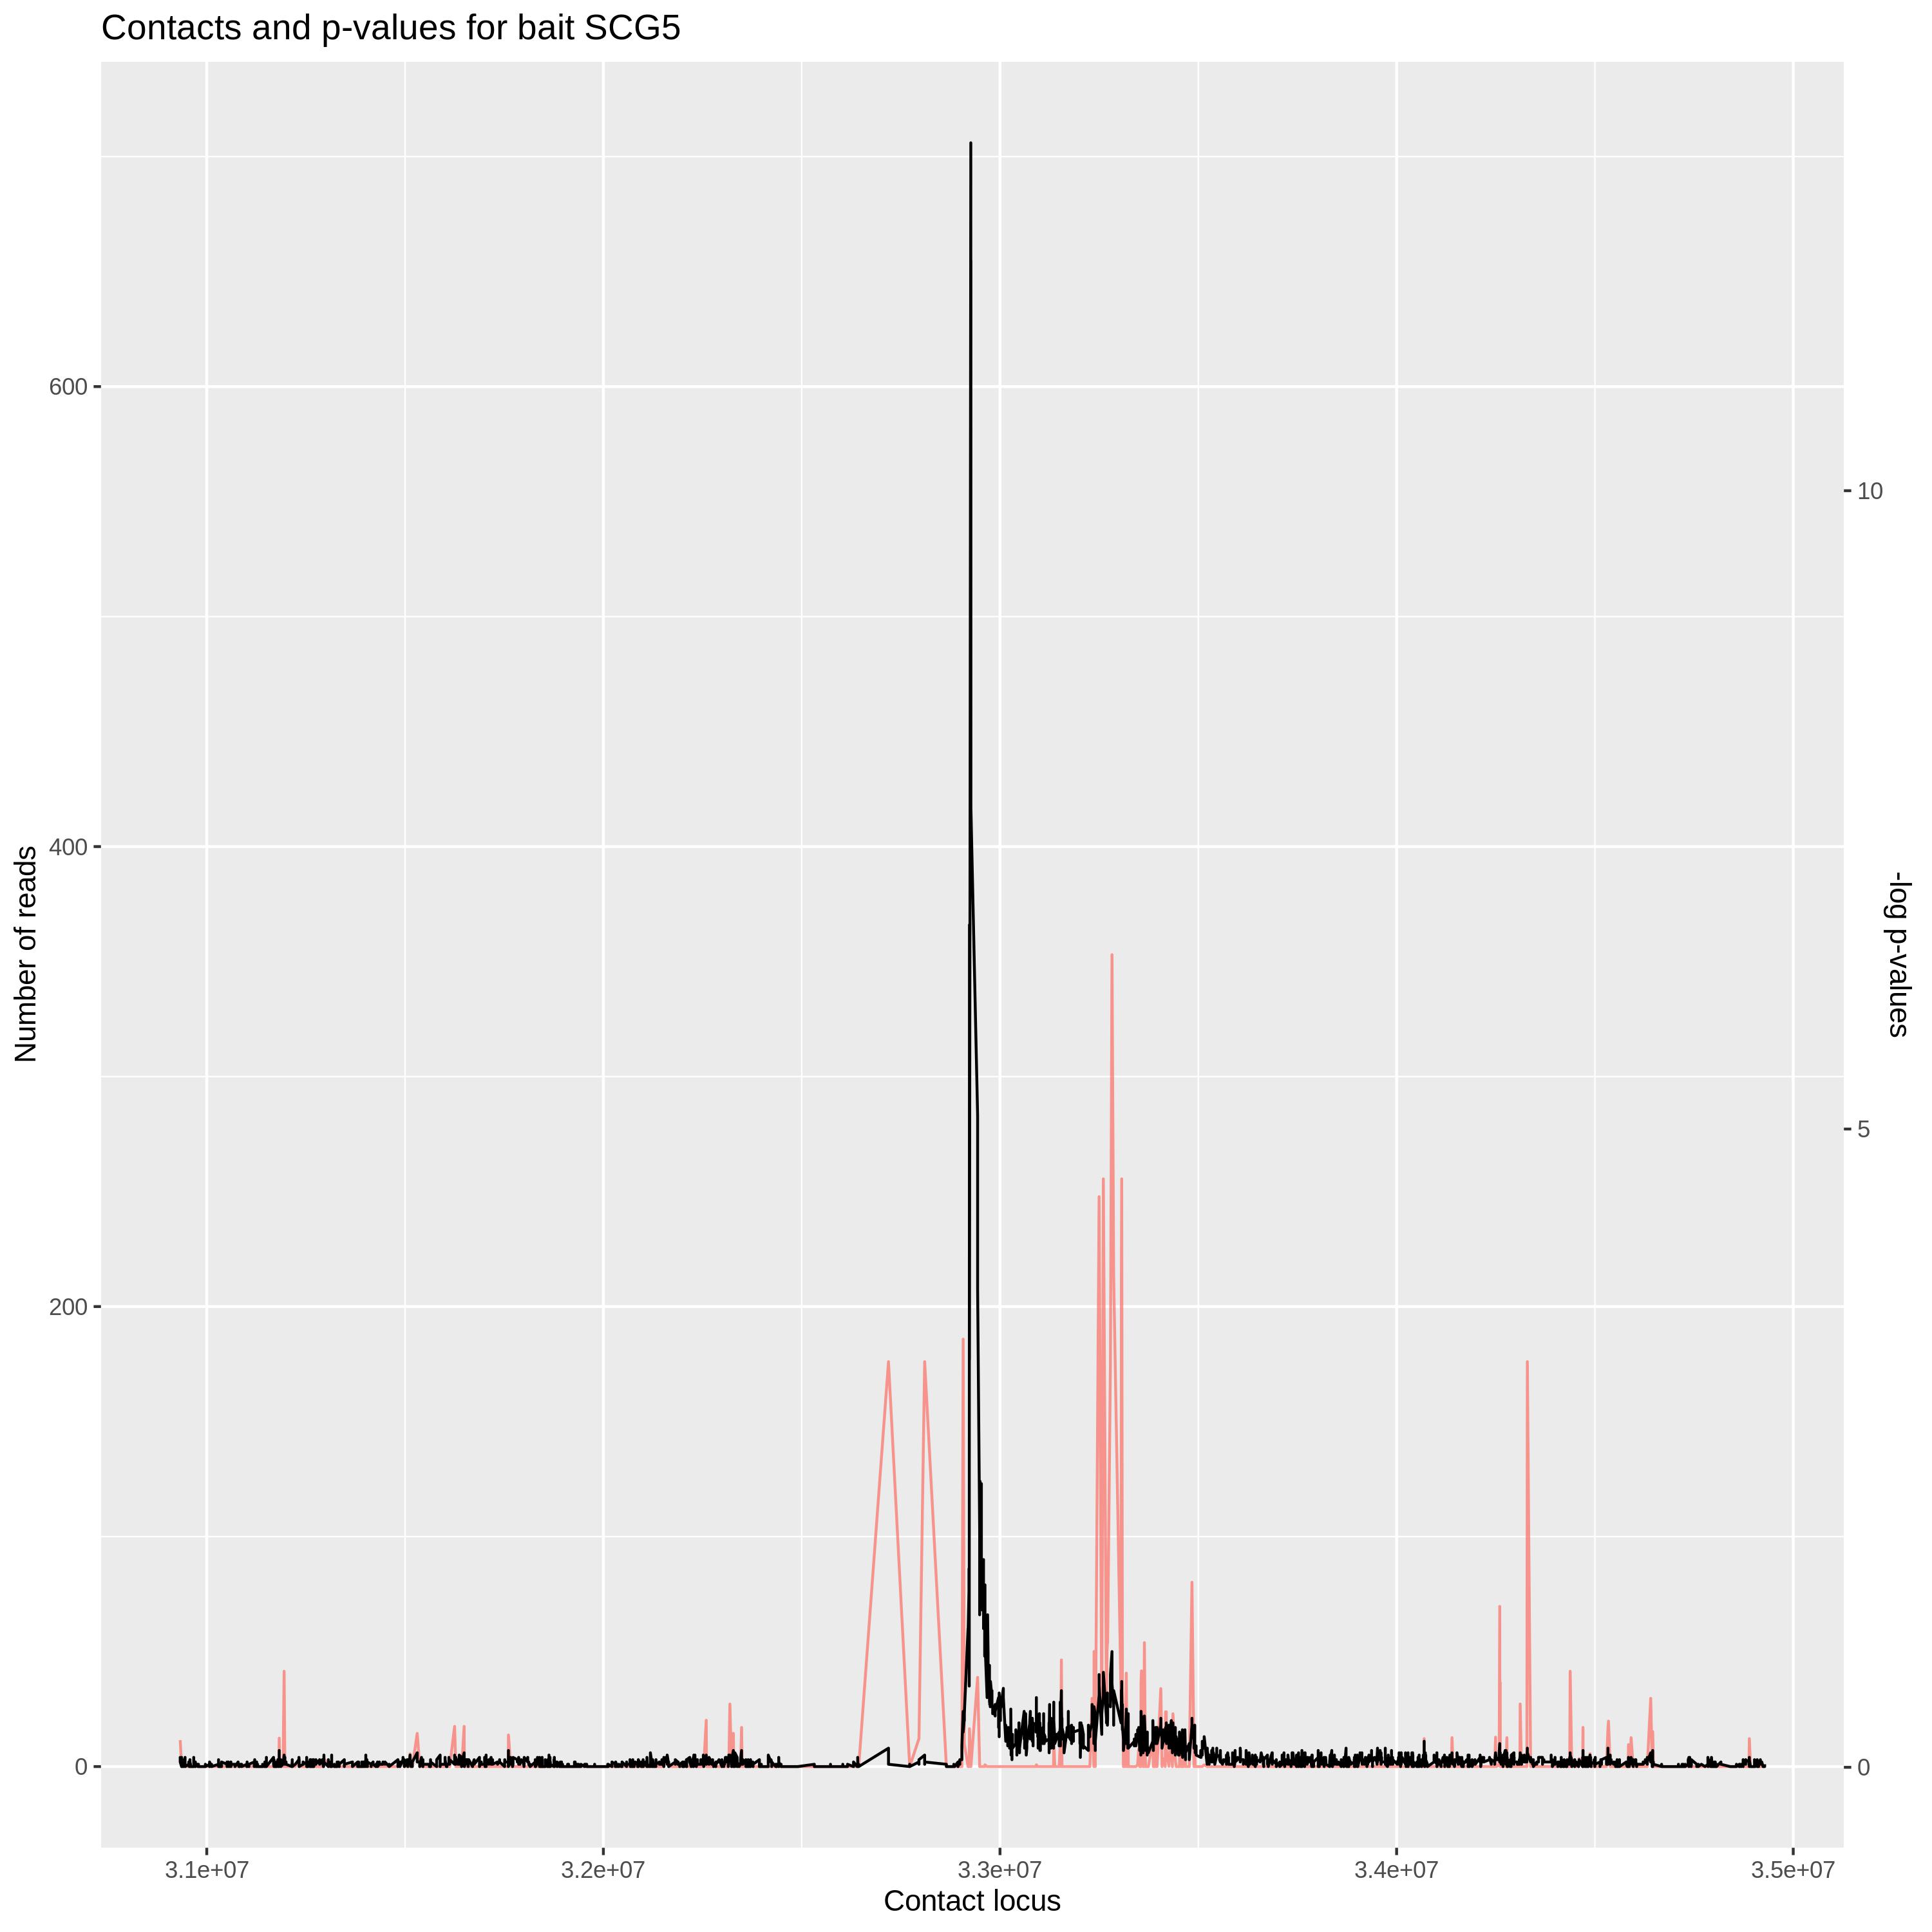 Contacts and p-values for bait SCG5
Number of reads
600
400
200
0
10
5
0
-log p-values
3.1e+07
3.2e+07
3.3e+07
3.4e+07
3.5e+07
Contact locus